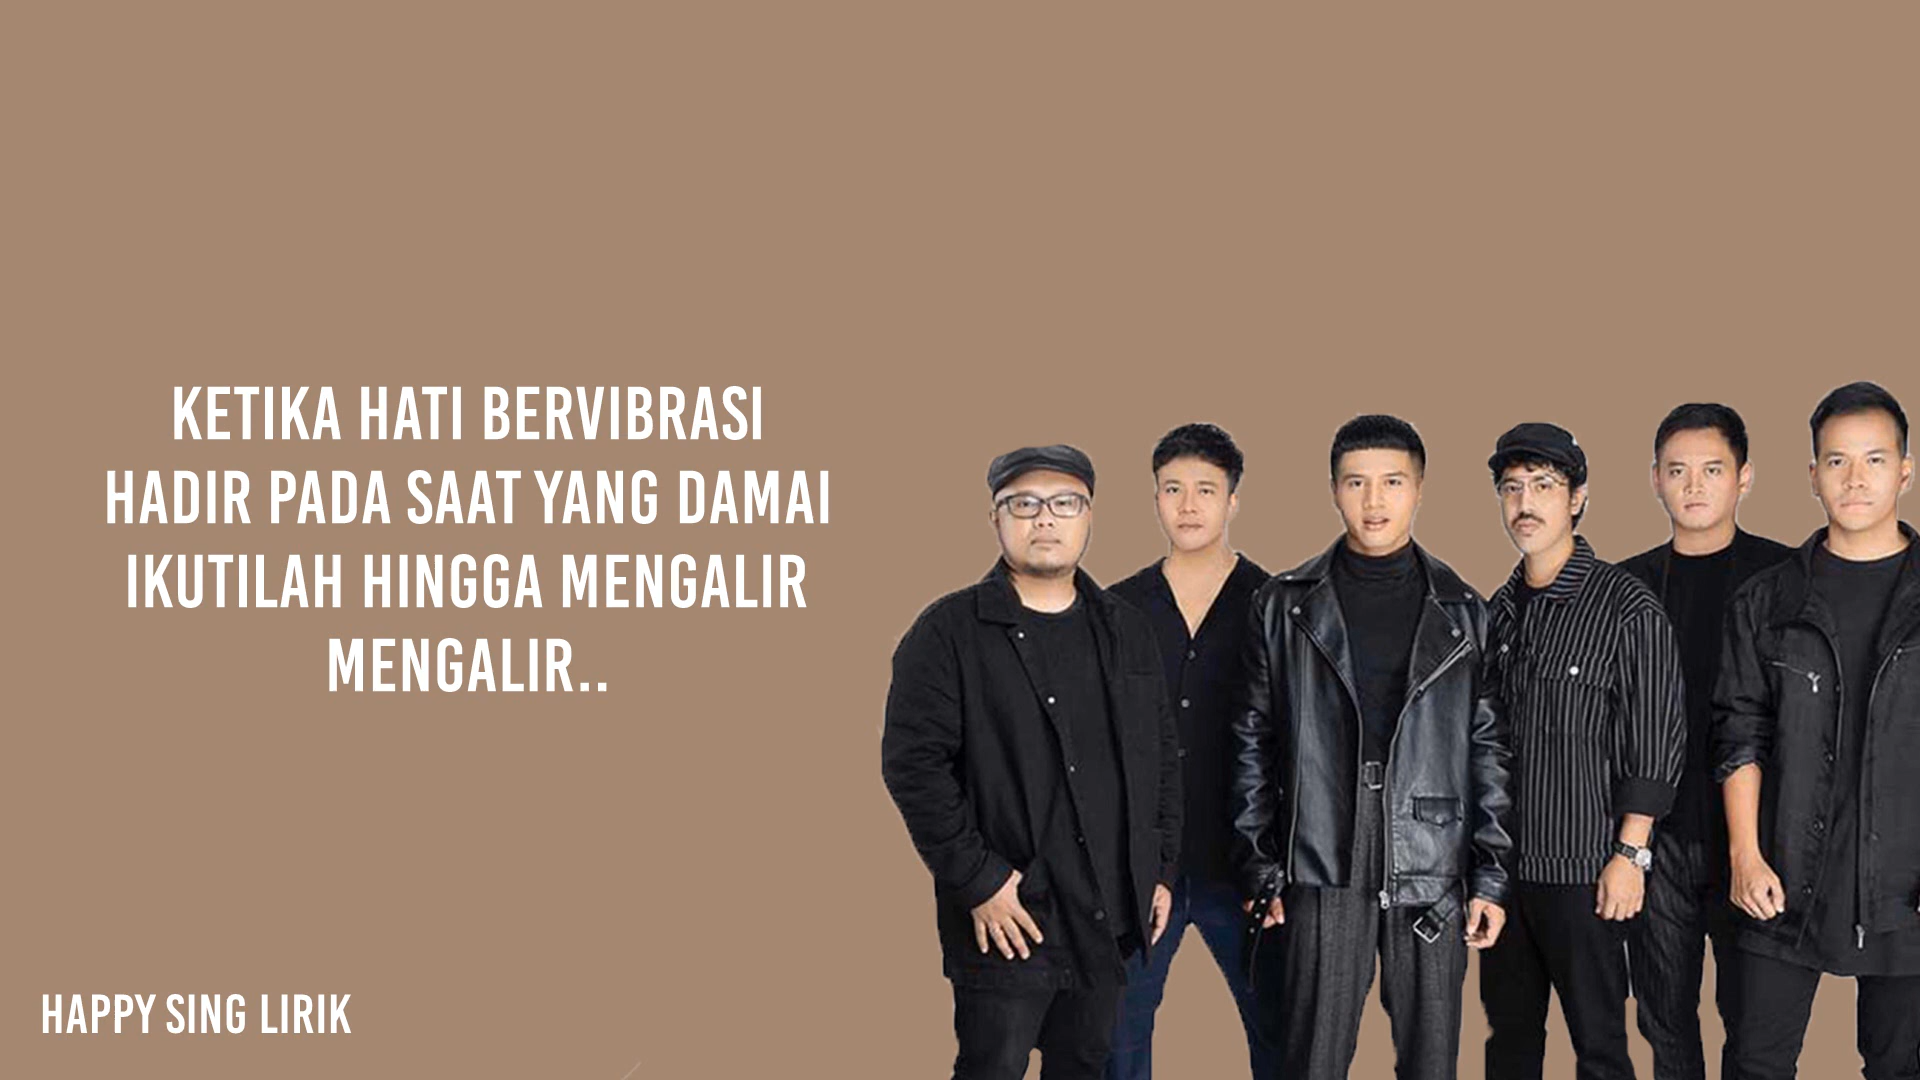 KETIKA HATI BERVIBRASI
HADIR PADA SAAT YANG DAMAI
IKUTILAH HINGGA MENGALIR
MENGALIR..
HAPPY SING LIRIK